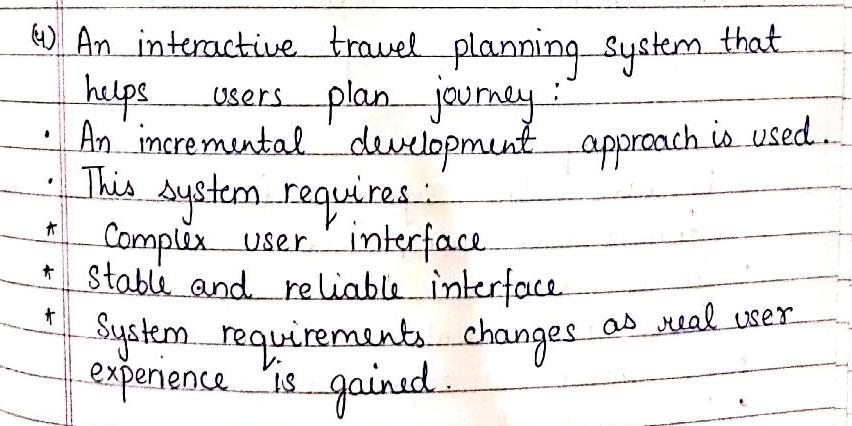 (4) An interactive travel planning system that
helps users plan journey :
• An incremental development approach is used.
• This system requires :
* Complex user interface
* Stable and reliable interface
* System requirements changes as real user
experience is gained.